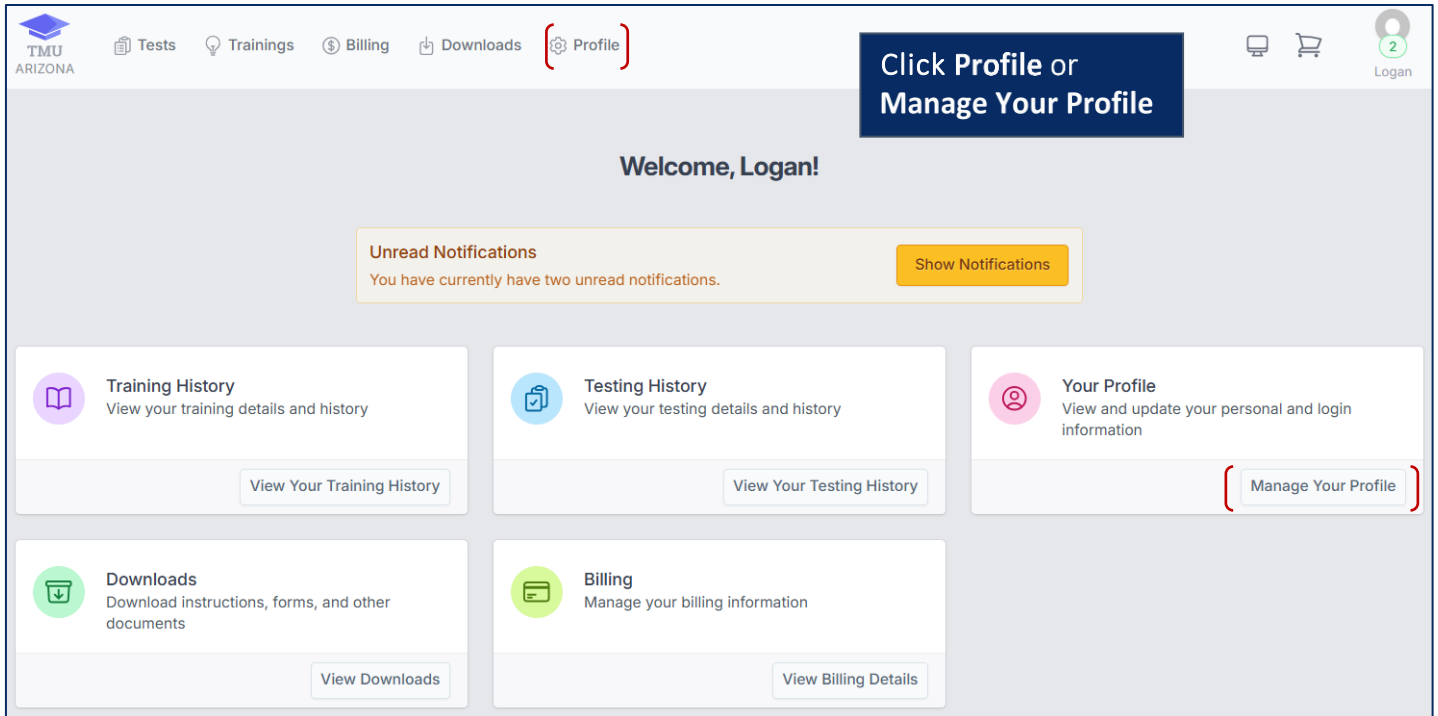 TMU
ARIZONA
Tests
Trainings
Billing
Downloads
Profile
Click Profile or
Manage Your Profile
2
Logan
Welcome, Logan!
Unread Notifications
You have currently have two unread notifications.
Show Notifications
Training History
View your training details and history
View Your Training History
Testing History
View your testing details and history
View Your Testing History
Your Profile
View and update your personal and login
information
Manage Your Profile
Downloads
Download instructions, forms, and other
documents
View Downloads
Billing
Manage your billing information
View Billing Details